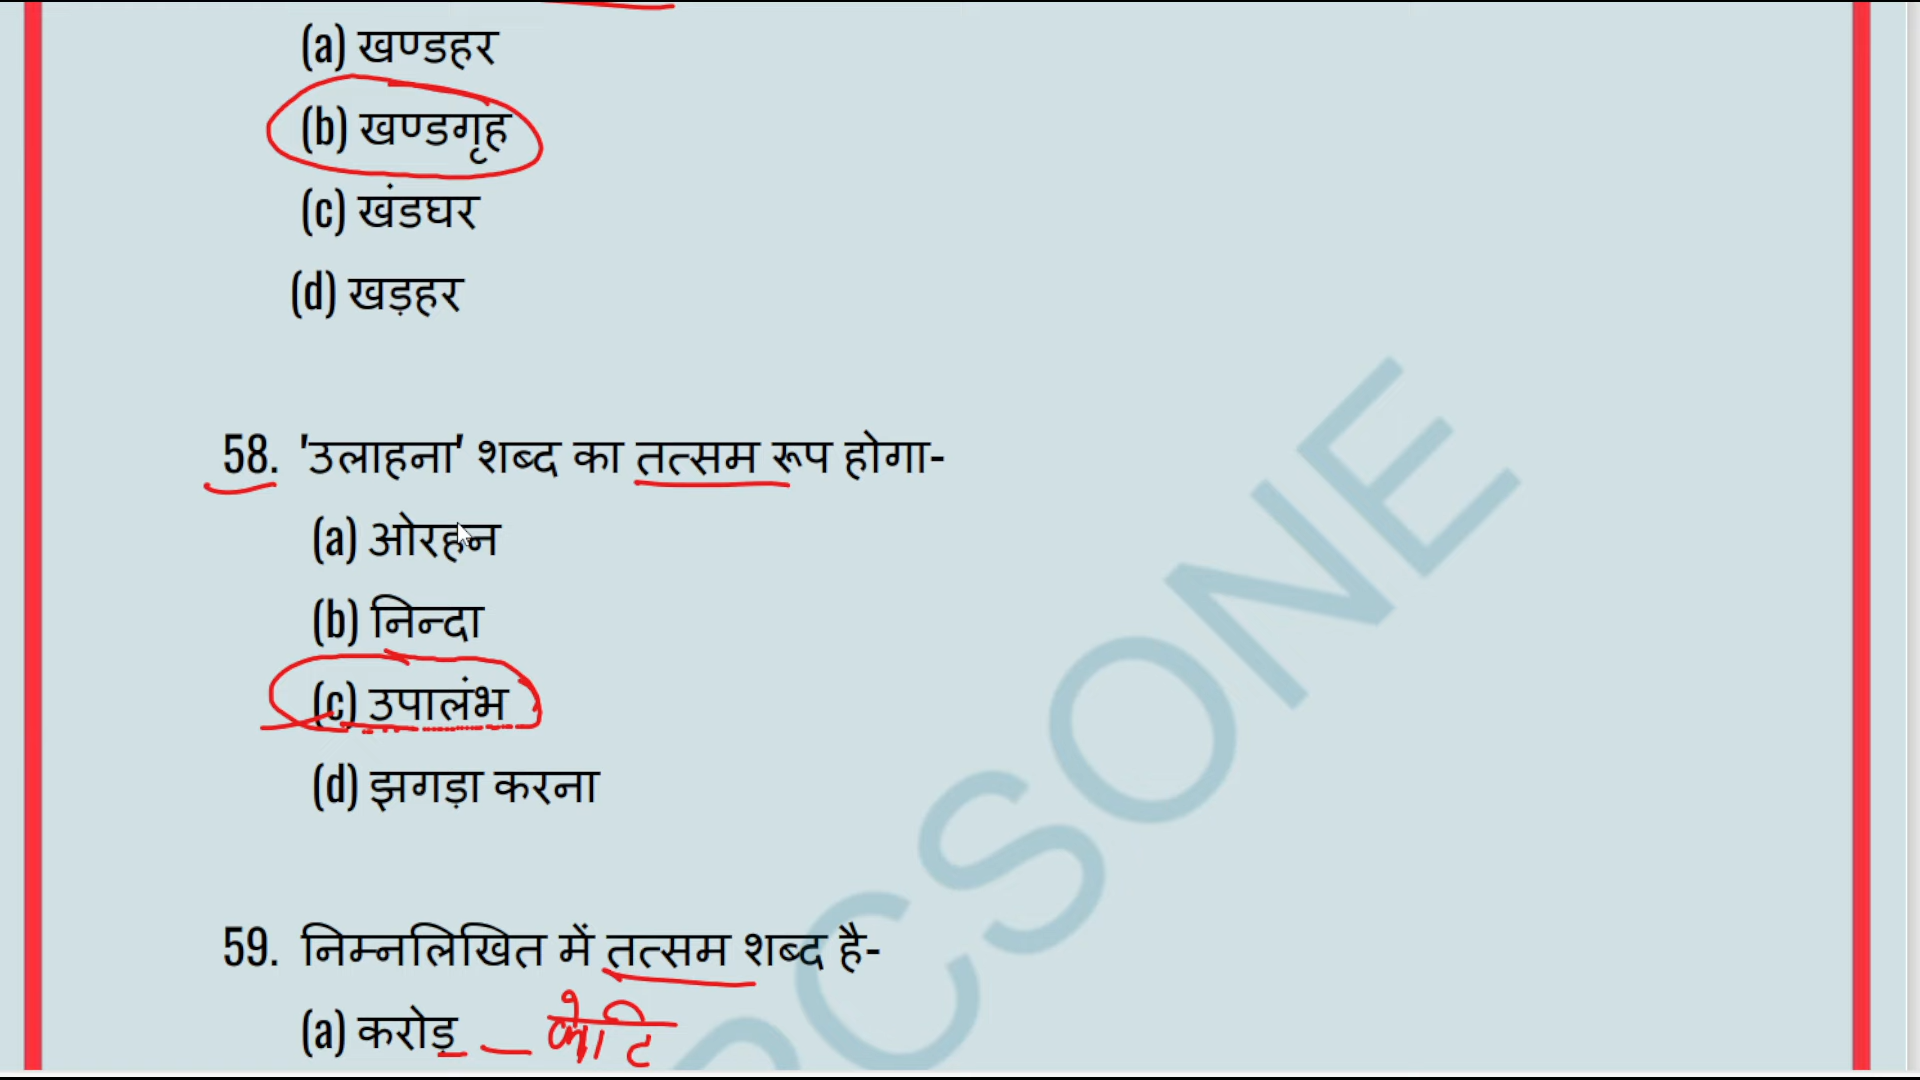 (a) खण्डहर
(b) खण्डगृह
(c) खंडघर
(d) खड़हर
58. 'उलाहना' शब्द का तत्सम रूप होगा-
(a) ओरहन
(b) निन्दा
(c) उपालंभ
(d) झगड़ा करना
59. निम्नलिखित में तत्सम शब्द है-
(a) करोड़ — कोटि
PCSONE